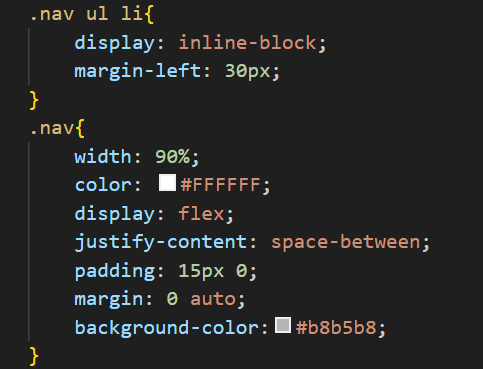 .nav ul li{
display: inline-block;
margin-left: 30px;
}
.nav{
width: 90%;
color: #FFFFFF;
display: flex;
justify-content: space-between;
padding: 15px 0;
margin: 0 auto;
background-color: #b8b5b8;
}